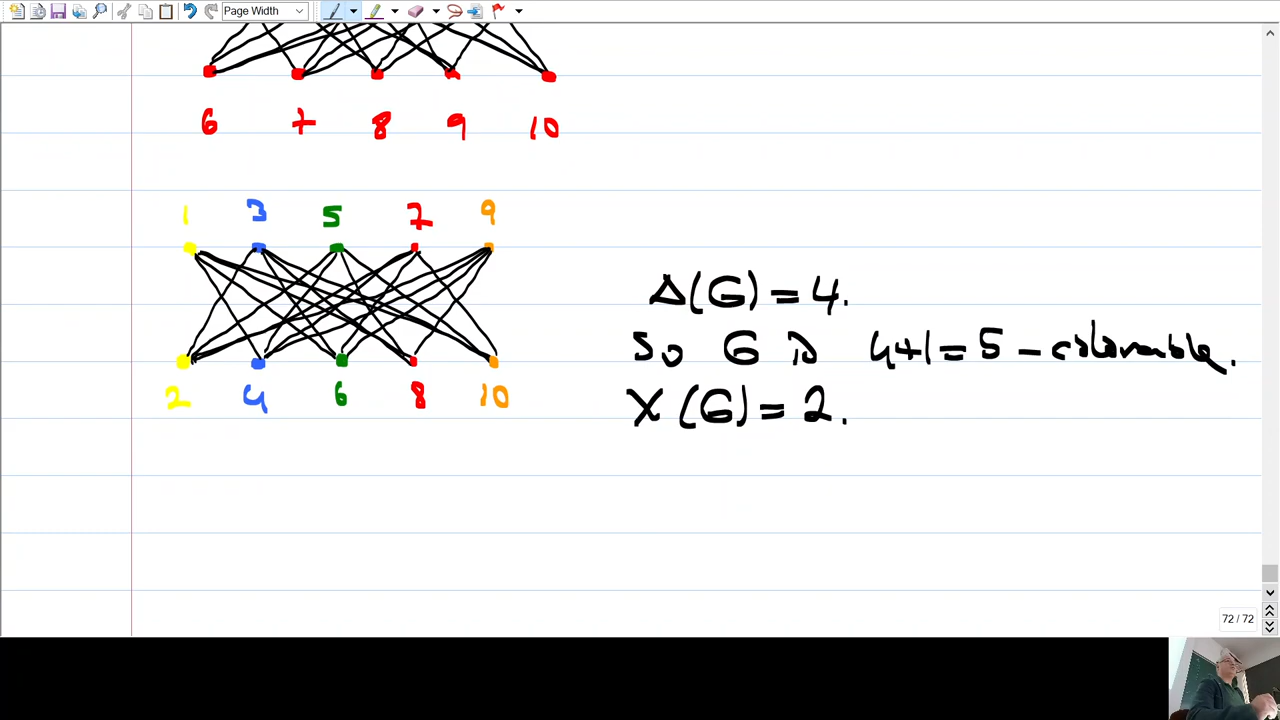 Page Width
6 7 8 9 10
1 3 5 7 9
2 4 6 8 10
Δ(G) = 4.
So G is 4+1 = 5 - colorable.
X(G) = 2.
72 / 72